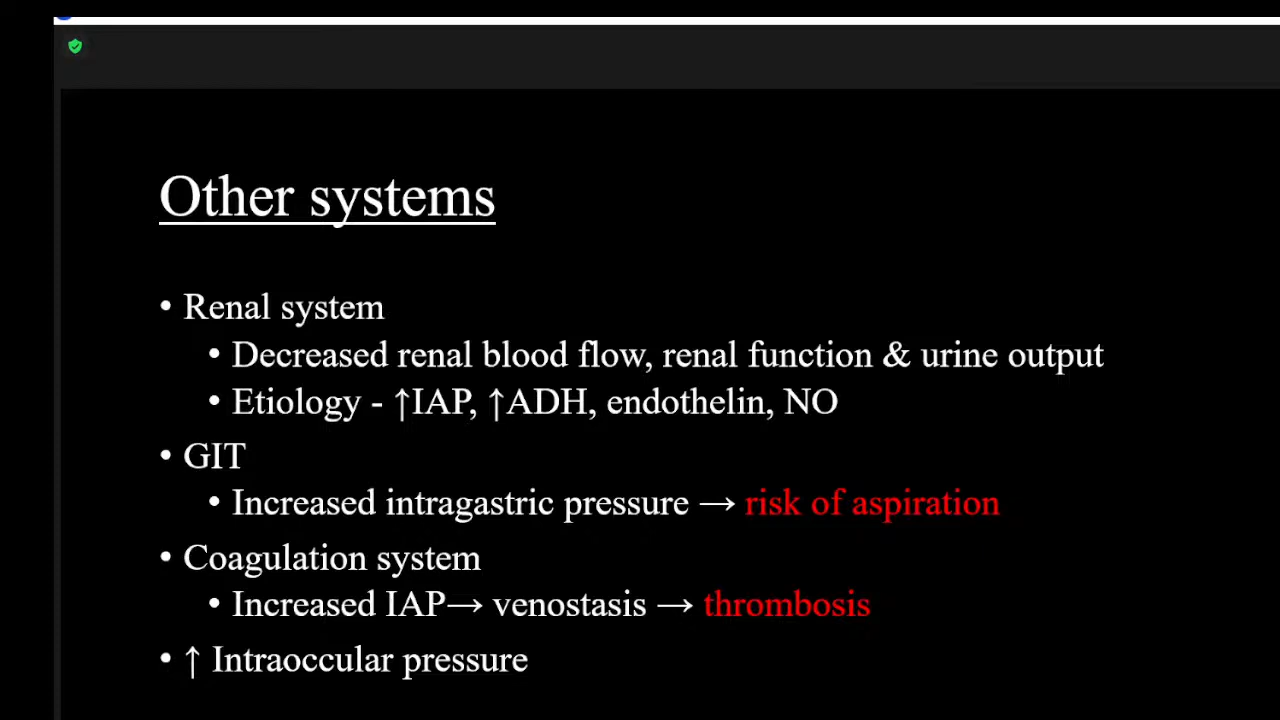 Other systems
• Renal system
• Decreased renal blood flow, renal function & urine output
• Etiology - ↑IAP, ↑ADH, endothelin, NO
• GIT
• Increased intragastric pressure → risk of aspiration
• Coagulation system
• Increased IAP→ venostasis → thrombosis
• ↑ Intraoccular pressure